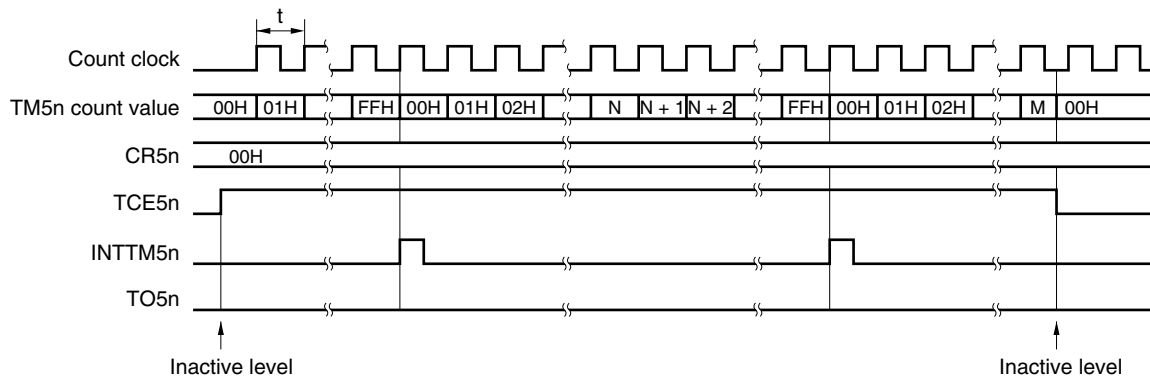 t
Count clock
TM5n count value 00H 01H FFH 00H 01H 02H N N + 1 N + 2 FFH 00H 01H 02H M 00H
CR5n 00H
TCE5n
INTTM5n
TO5n
Inactive level Inactive level